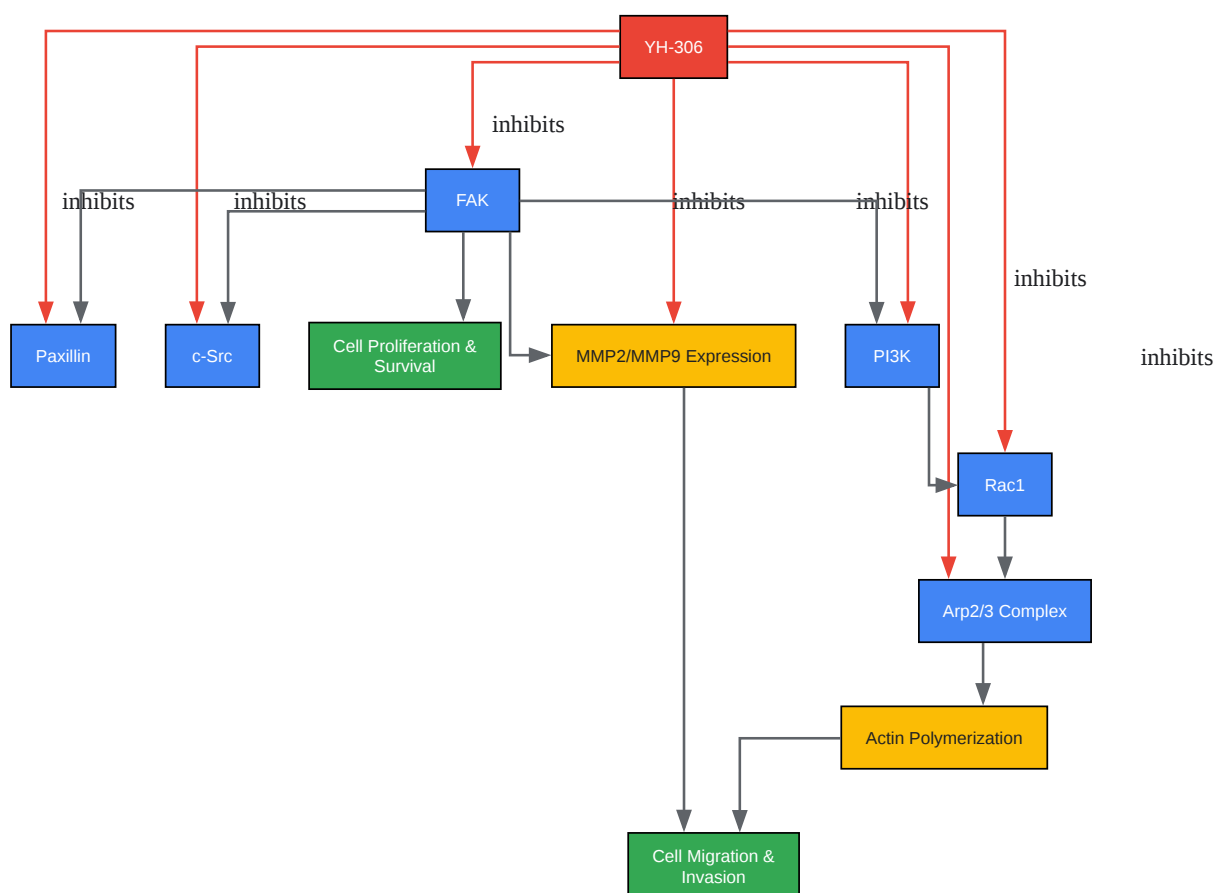 YH-306
inhibits
inhibits
inhibits
FAK
inhibits
inhibits
inhibits
Paxillin
c-Src
Cell Proliferation &
Survival
MMP2/MMP9 Expression
PI3K
inhibits
Rac1
Arp2/3 Complex
Actin Polymerization
Cell Migration &
Invasion